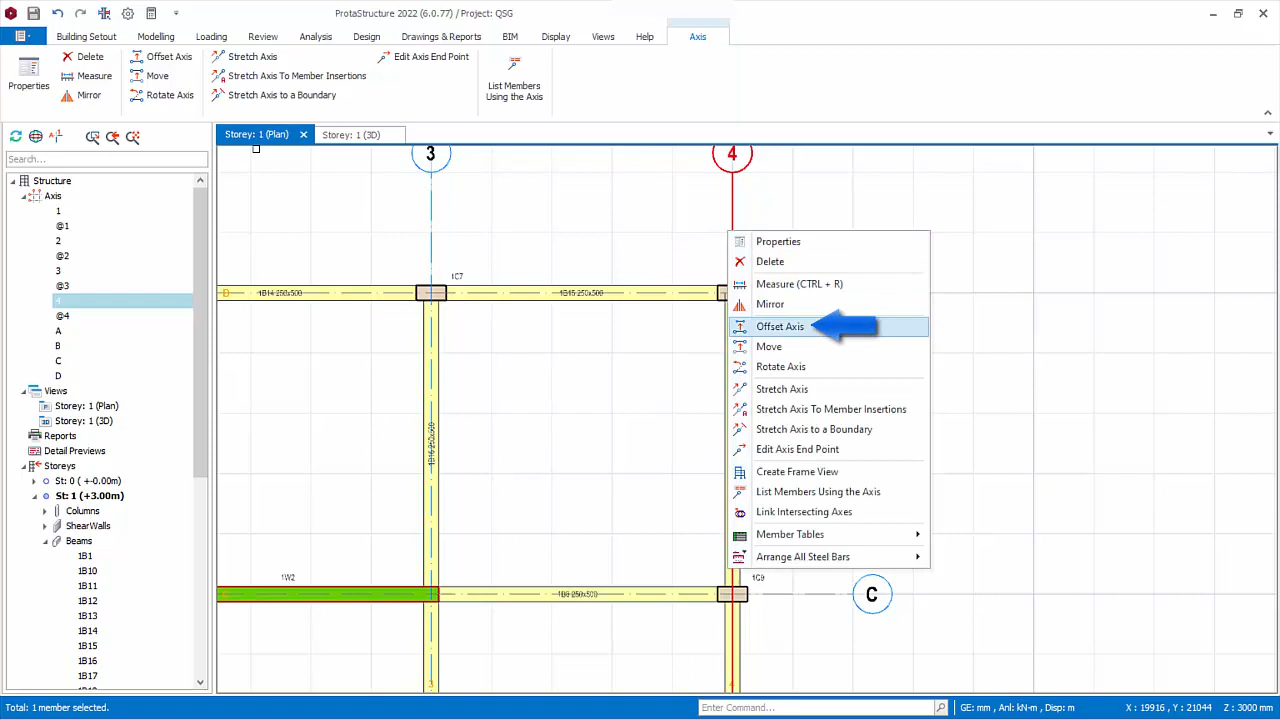 ProtaStructure 2022 (6.0.77) / Project: QSG
Building Setout Modelling Loading Review Analysis Design Drawings & Reports BIM Display Views Help Axis
Properties
Delete
Measure
Mirror
Offset Axis
Move
Rotate Axis
Stretch Axis
Stretch Axis To Member Insertions
Stretch Axis to a Boundary
Edit Axis End Point
List Members
Using the Axis
Storey: 1 (Plan)
Storey: 1 (3D)
Search...
Structure
Axis
1
@1
2
@2
3
@3
4
@4
A
B
C
D
Views
Storey: 1 (Plan)
Storey: 1 (3D)
Reports
Detail Previews
Storeys
St: 0 ( +-0.00m)
St: 1 (+3.00m)
Columns
ShearWalls
Beams
1B1
1B10
1B11
1B12
1B13
1B14
1B15
1B16
1B17
3
4
1C7
D
1B14 250x500
1B15 250x500
1B16 250x500
1W2
1B6 250x500
1C9
C
3
4
Properties
Delete
Measure (CTRL + R)
Mirror
Offset Axis
Move
Rotate Axis
Stretch Axis
Stretch Axis To Member Insertions
Stretch Axis to a Boundary
Edit Axis End Point
Create Frame View
List Members Using the Axis
Link Intersecting Axes
Member Tables
Arrange All Steel Bars
Total: 1 member selected.
Enter Command...
GE: mm , Anl: kN-m , Disp: m
X : 19916 , Y : 21044
Z : 3000 mm